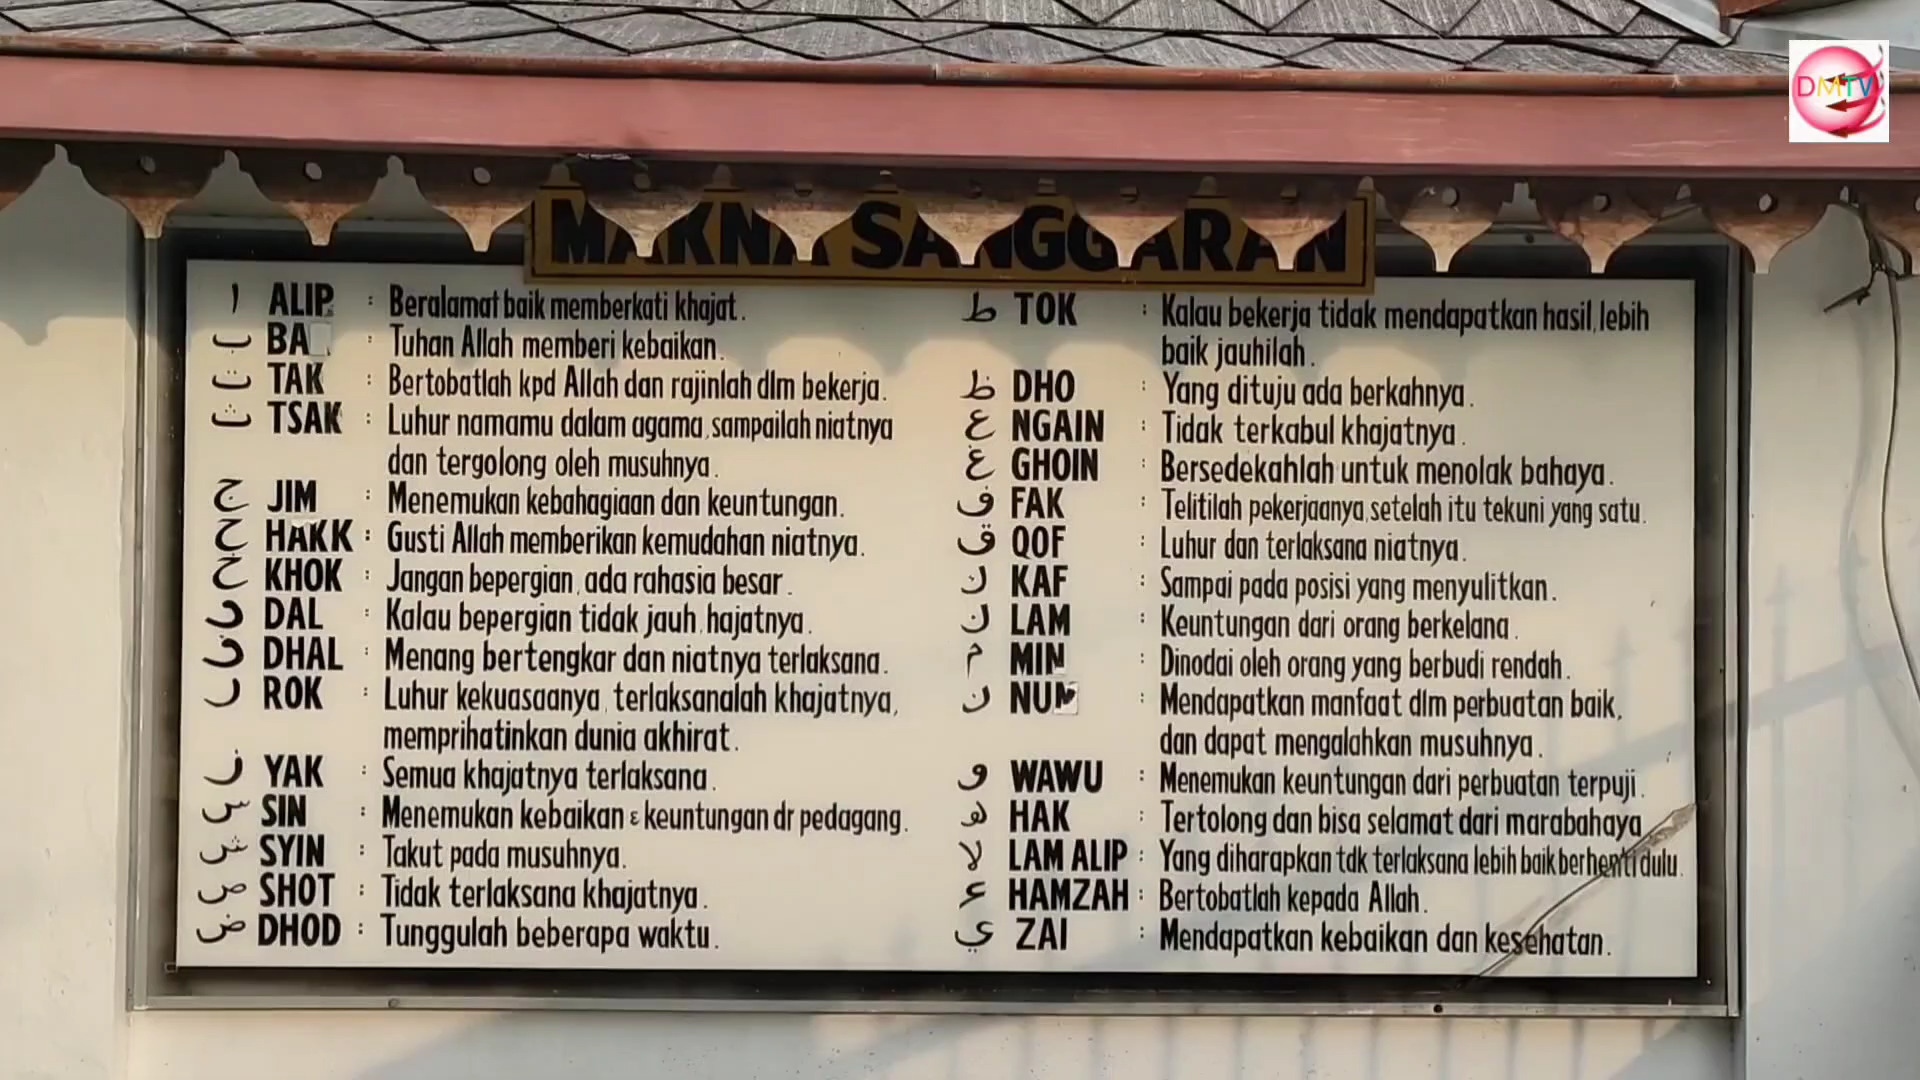 DMTV
MAKNA SANGGARAN
ا ALIP : Beralamat baik memberkati khajat.
ب BA : Tuhan Allah memberi kebaikan.
ت TAK : Bertobatlah kpd Allah dan rajinlah dlm bekerja.
ث TSAK : Luhur namamu dalam agama, sampailah niatnya
dan tergolong oleh musuhnya.
ج JIM : Menemukan kebahagiaan dan keuntungan.
ح HAKK : Gusti Allah memberikan kemudahan niatnya.
خ KHOK : Jangan bepergian, ada rahasia besar.
د DAL : Kalau bepergian tidak jauh, hajatnya.
ذ DHAL : Menang bertengkar dan niatnya terlaksana.
ر ROK : Luhur kekuasaanya, terlaksanalah khajatnya,
memprihatinkan dunia akhirat.
ز YAK : Semua khajatnya terlaksana.
س SIN : Menemukan kebaikan & keuntungan dr pedagang.
ش SYIN : Takut pada musuhnya.
ص SHOT : Tidak terlaksana khajatnya.
ض DHOD : Tunggulah beberapa waktu.
ط TOK : Kalau bekerja tidak mendapatkan hasil, lebih
baik jauhilah.
ظ DHO : Yang dituju ada berkahnya.
ع NGAIN : Tidak terkabul khajatnya.
غ GHOIN : Bersedekahlah untuk menolak bahaya.
ف FAK : Telitilah pekerjaanya, setelah itu tekuni yang satu.
ق QOF : Luhur dan terlaksana niatnya.
ن KAF : Sampai pada posisi yang menyulitkan.
ن LAM : Keuntungan dari orang berkelana.
م MIN : Dinodai oleh orang yang berbudi rendah.
ن NUN : Mendapatkan manfaat dlm perbuatan baik,
dan dapat mengalahkan musuhnya.
و WAWU : Menemukan keuntungan dari perbuatan terpuji.
ه HAK : Tertolong dan bisa selamat dari marabahaya
لا LAM ALIP : Yang diharapkan tdk terlaksana lebih baik berhenti dulu.
ء HAMZAH : Bertobatlah kepada Allah.
ي ZAI : Mendapatkan kebaikan dan kesehatan.